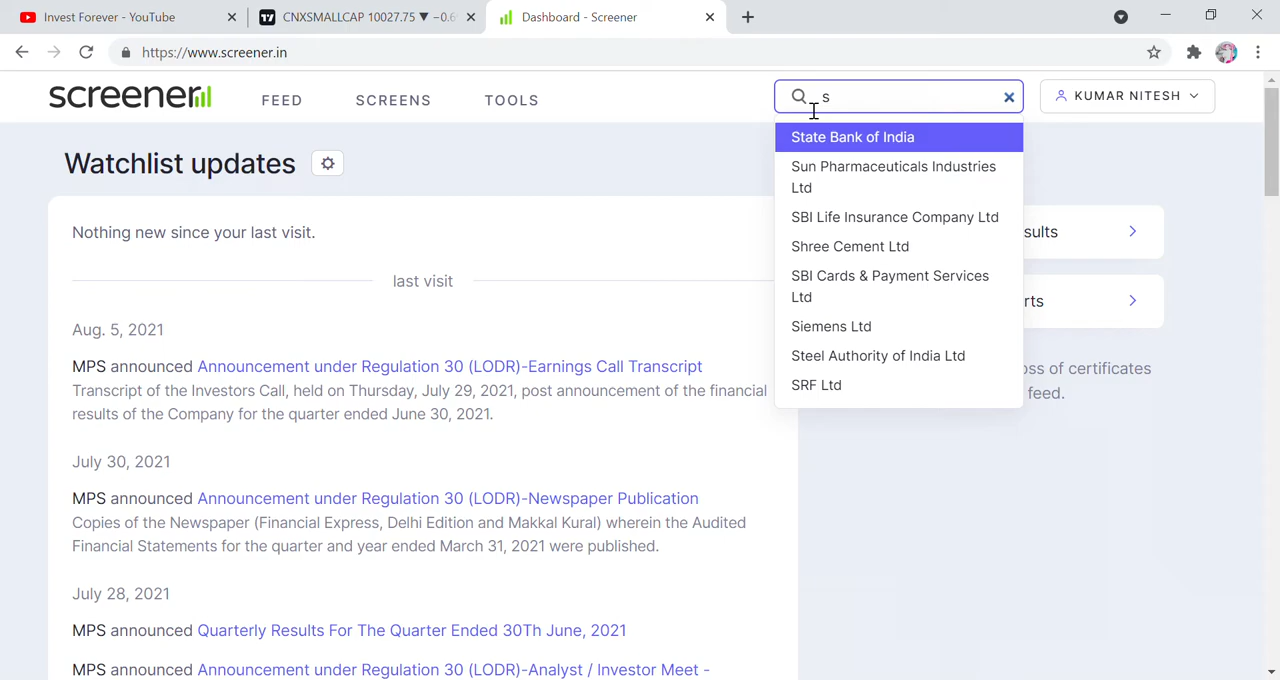 Invest Forever - YouTube
CNXSMALLCAP 10027.75 ▼ −0.6
Dashboard - Screener
https://www.screener.in
screener
FEED
SCREENS
TOOLS
s
KUMAR NITESH
State Bank of India
Sun Pharmaceuticals Industries
Ltd
SBI Life Insurance Company Ltd
Shree Cement Ltd
SBI Cards & Payment Services
Ltd
Siemens Ltd
Steel Authority of India Ltd
SRF Ltd
Watchlist updates
Nothing new since your last visit.
last visit
Aug. 5, 2021
MPS announced Announcement under Regulation 30 (LODR)-Earnings Call Transcript
Transcript of the Investors Call, held on Thursday, July 29, 2021, post announcement of the financial
results of the Company for the quarter ended June 30, 2021.
July 30, 2021
MPS announced Announcement under Regulation 30 (LODR)-Newspaper Publication
Copies of the Newspaper (Financial Express, Delhi Edition and Makkal Kural) wherein the Audited
Financial Statements for the quarter and year ended March 31, 2021 were published.
July 28, 2021
MPS announced Quarterly Results For The Quarter Ended 30Th June, 2021
MPS announced Announcement under Regulation 30 (LODR)-Analyst / Investor Meet -
sults
rts
oss of certificates
feed.